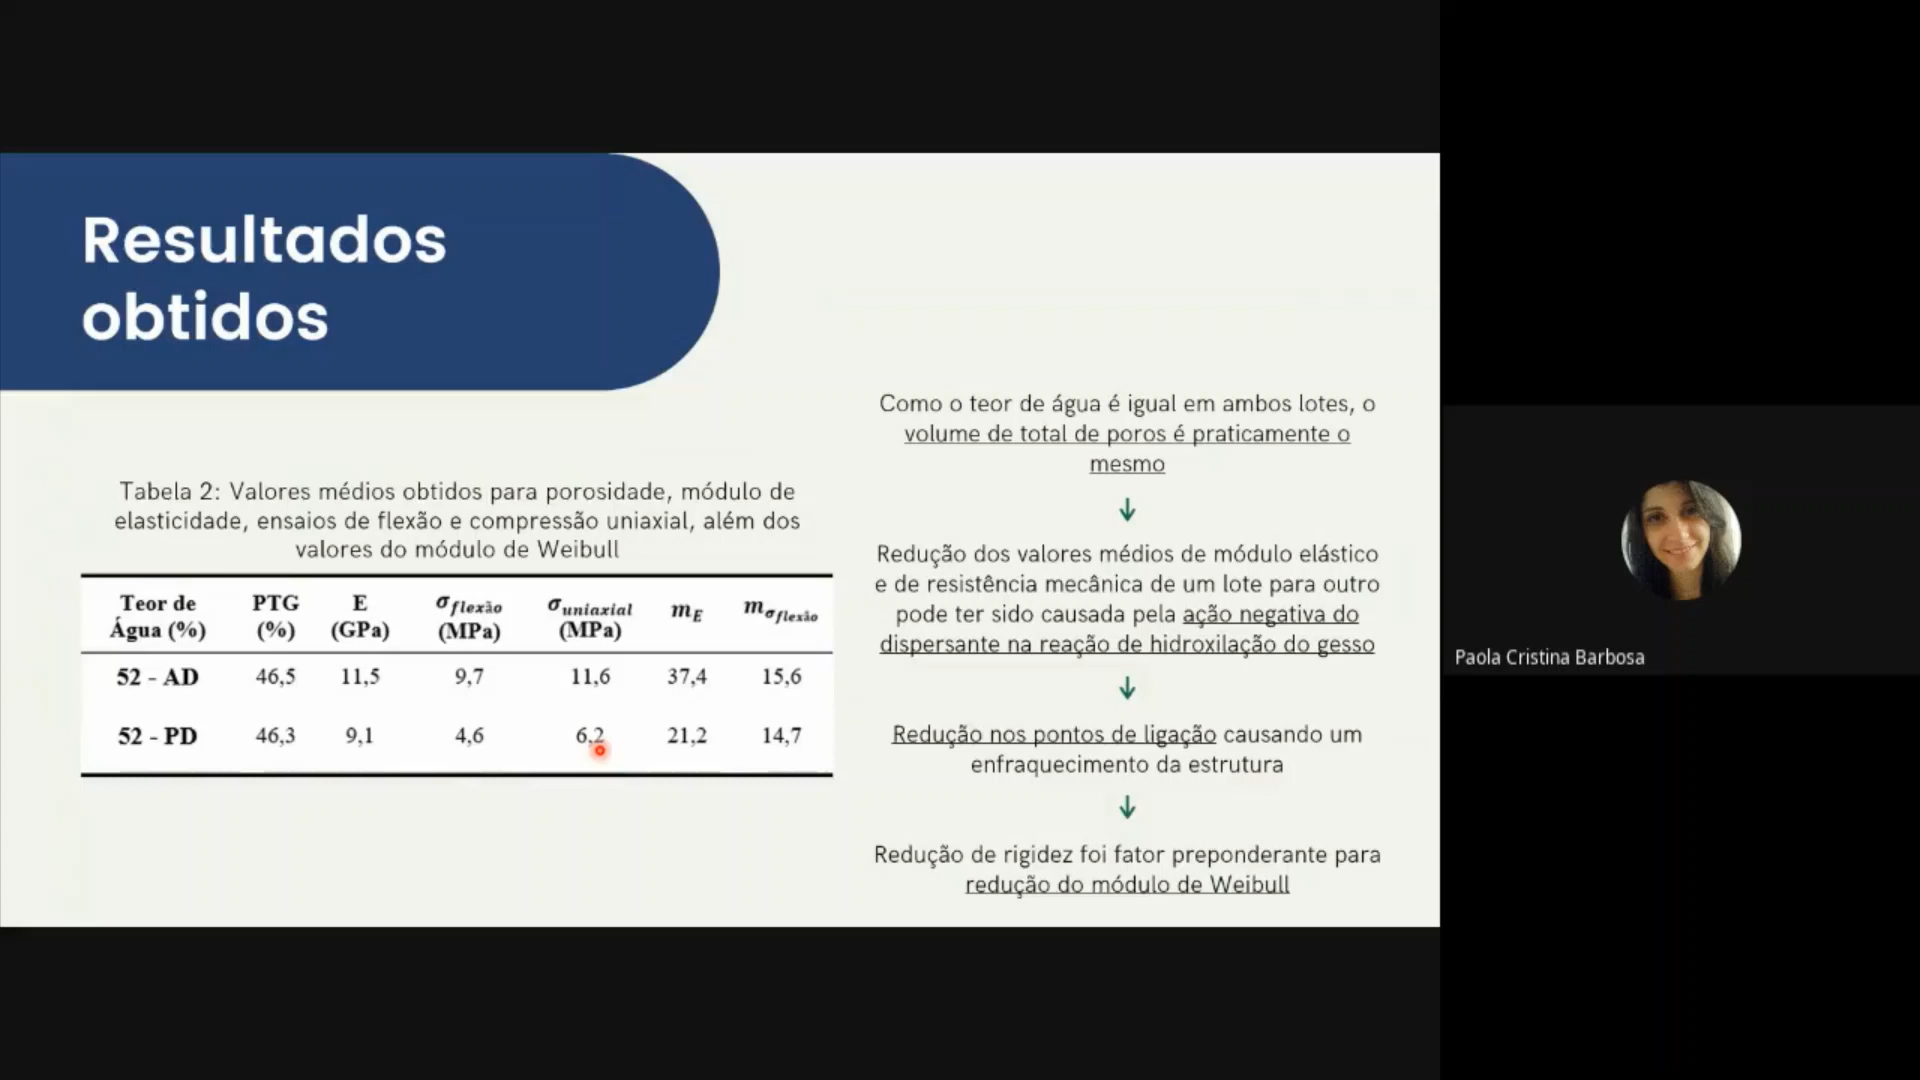 Resultados
obtidos
Tabela 2: Valores médios obtidos para porosidade, módulo de
elasticidade, ensaios de flexão e compressão uniaxial, além dos
valores do módulo de Weibull
Teor de Água (%) PTG (%) E (GPa) σflexão (MPa) σuniaxial (MPa) mE mσflexão
52 - AD 46,5 11,5 9,7 11,6 37,4 15,6
52 - PD 46,3 9,1 4,6 6,2 21,2 14,7
Como o teor de água é igual em ambos lotes, o
volume de total de poros é praticamente o
mesmo
↓
Redução dos valores médios de módulo elástico
e de resistência mecânica de um lote para outro
pode ter sido causada pela ação negativa do
dispersante na reação de hidroxilação do gesso
↓
Redução nos pontos de ligação causando um
enfraquecimento da estrutura
↓
Redução de rigidez foi fator preponderante para
redução do módulo de Weibull
Paola Cristina Barbosa